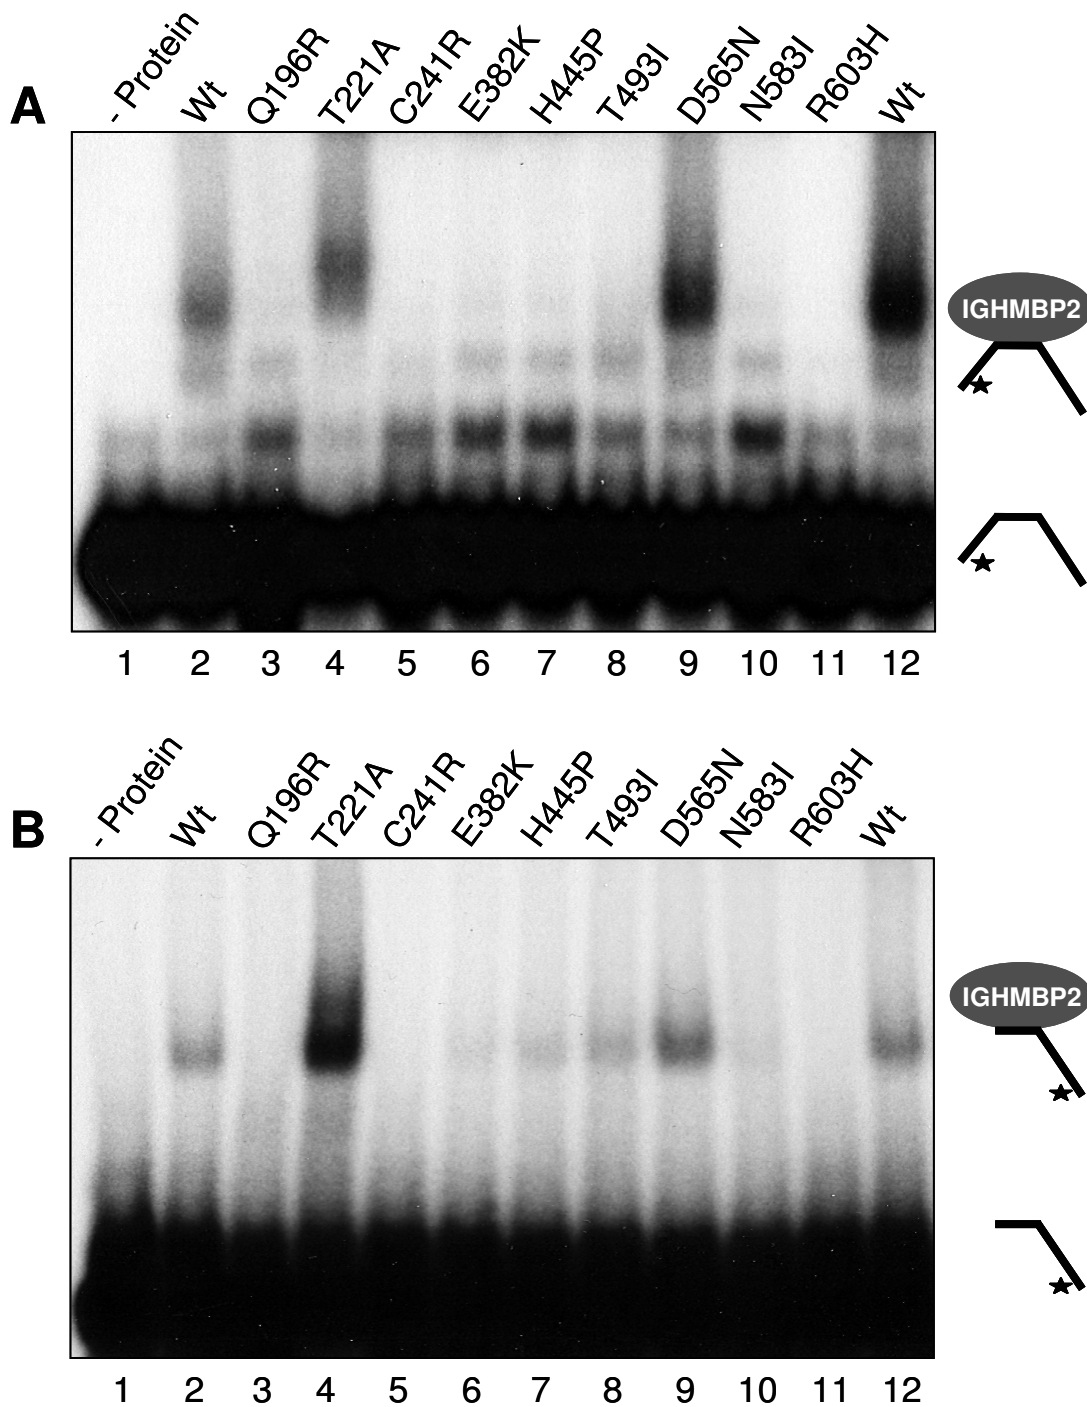 A
- Protein Wt Q196R T221A C241R E382K H445P T493I D565N N583I R603H Wt
IGHMBP2
1 2 3 4 5 6 7 8 9 10 11 12
B
- Protein Wt Q196R T221A C241R E382K H445P T493I D565N N583I R603H Wt
IGHMBP2
1 2 3 4 5 6 7 8 9 10 11 12